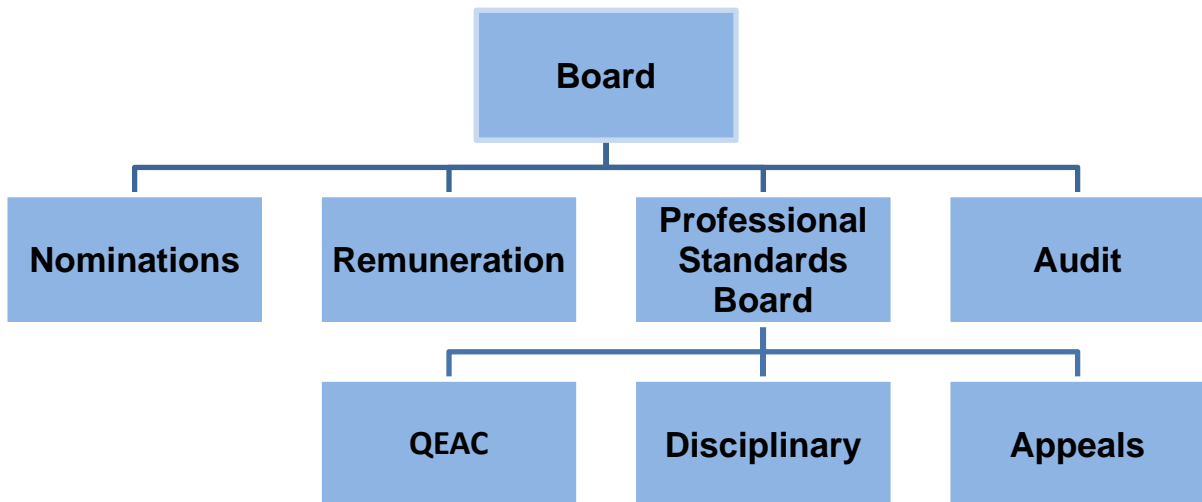 Board
Nominations
Remuneration
Professional
Standards
Board
Audit
QEAC
Disciplinary
Appeals